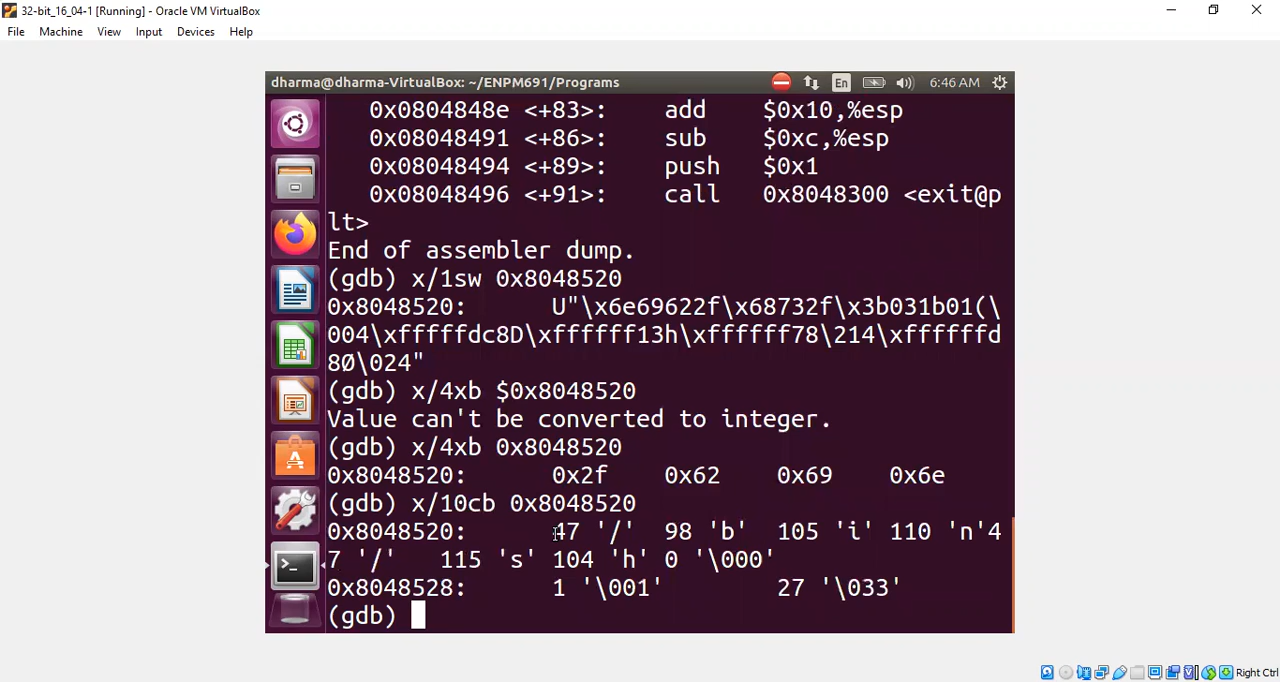 32-bit_16_04-1 [Running] - Oracle VM VirtualBox
File Machine View Input Devices Help
dharma@dharma-VirtualBox: ~/ENPM691/Programs En 6:46 AM
0x0804848e <+83>: add $0x10,%esp
0x08048491 <+86>: sub $0xc,%esp
0x08048494 <+89>: push $0x1
0x08048496 <+91>: call 0x8048300 <exit@p
lt>
End of assembler dump.
(gdb) x/1sw 0x8048520
0x8048520: U"\x6e69622f\x68732f\x3b031b01(\
004\xfffffdc8D\xffffff13h\xffffff78\214\xffffffd
8Ø\024"
(gdb) x/4xb $0x8048520
Value can't be converted to integer.
(gdb) x/4xb 0x8048520
0x8048520: 0x2f 0x62 0x69 0x6e
(gdb) x/10cb 0x8048520
0x8048520: 47 '/' 98 'b' 105 'i' 110 'n'4
7 '/' 115 's' 104 'h' 0 '\000'
0x8048528: 1 '\001' 27 '\033'
(gdb)
Right Ctrl